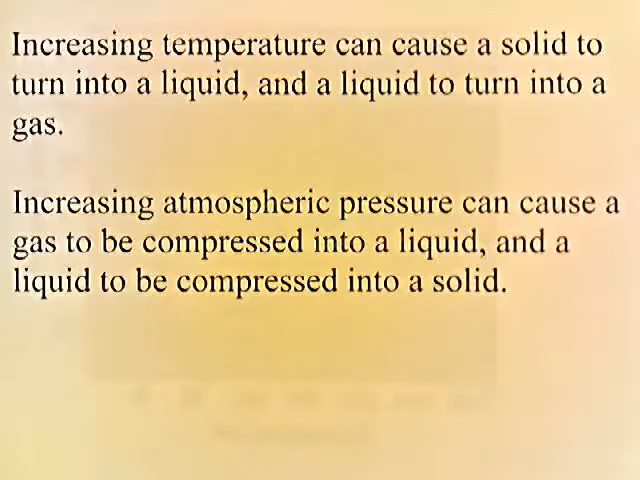 Increasing temperature can cause a solid to
turn into a liquid, and a liquid to turn into a
gas.
Increasing atmospheric pressure can cause a
gas to be compressed into a liquid, and a
liquid to be compressed into a solid.